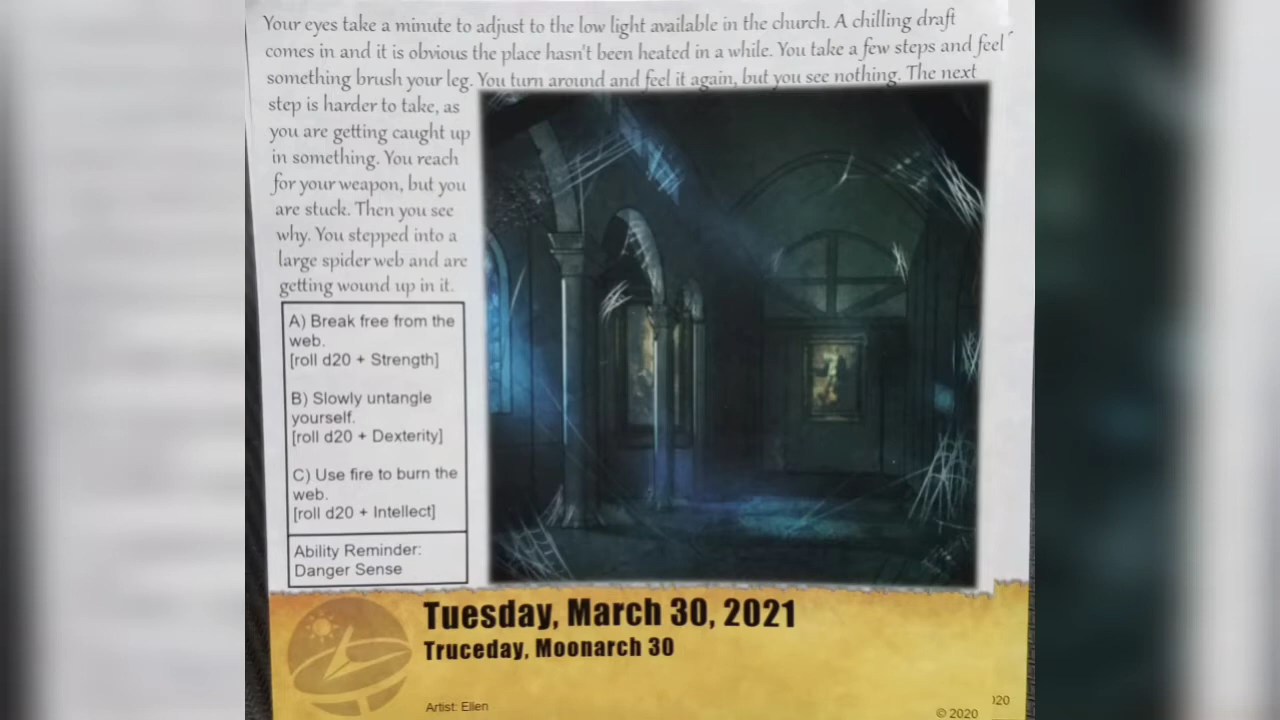 Your eyes take a minute to adjust to the low light available in the church. A chilling draft
comes in and it is obvious the place hasn't been heated in a while. You take a few steps and feel
something brush your leg. You turn around and feel it again, but you see nothing. The next
step is harder to take, as
you are getting caught up
in something. You reach
for your weapon, but you
are stuck. Then you see
why. You stepped into a
large spider web and are
getting wound up in it.
A) Break free from the
web.
[roll d20 + Strength]
B) Slowly untangle
yourself.
[roll d20 + Dexterity]
C) Use fire to burn the
web.
[roll d20 + Intellect]
Ability Reminder:
Danger Sense
Tuesday, March 30, 2021
Truceday, Moonarch 30
Artist: Ellen
© 2020